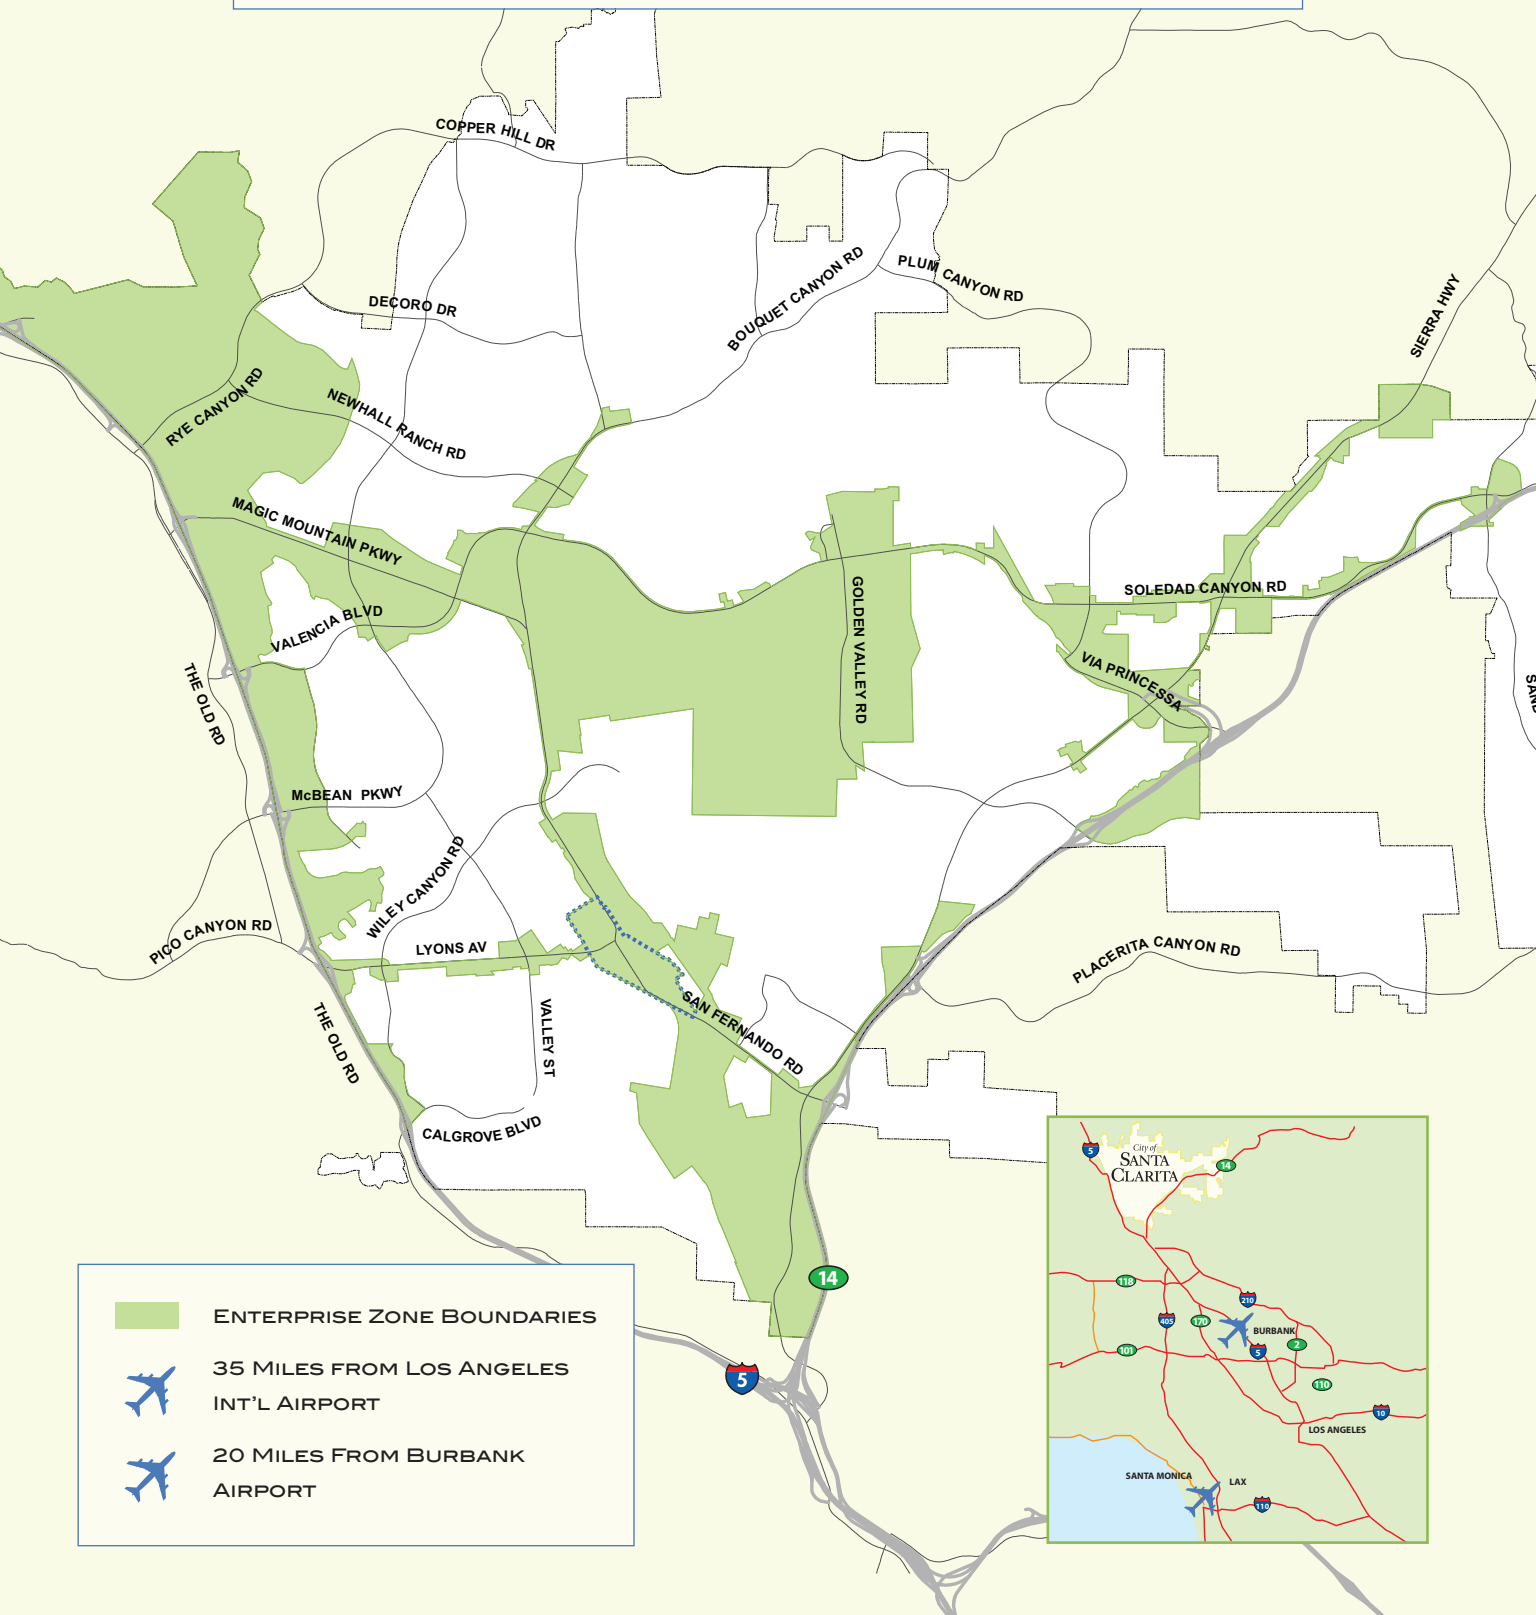 COPPER HILL DR
PLUM CANYON RD
BOUQUET CANYON RD
DECORO DR
SIERRA HWY
RYE CANYON RD
NEWHALL RANCH RD
MAGIC MOUNTAIN PKWY
SOLEDAD CANYON RD
GOLDEN VALLEY RD
VALENCIA BLVD
VIA PRINCESSA
THE OLD RD
McBEAN PKWY
WILEY CANYON RD
PICO CANYON RD
LYONS AV
PLACERITA CANYON RD
SAN FERNANDO RD
VALLEY ST
THE OLD RD
CALGROVE BLVD
14
5
ENTERPRISE ZONE BOUNDARIES
35 MILES FROM LOS ANGELES
INT'L AIRPORT
20 MILES FROM BURBANK
AIRPORT
5
City of
SANTA
CLARITA
14
118
210
405
170
BURBANK
2
101
5
110
10
LOS ANGELES
SANTA MONICA
LAX
110